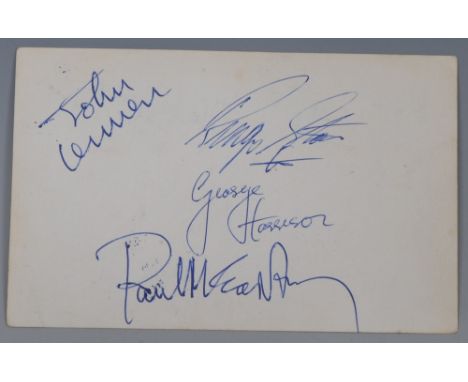 John
Lennon
Ringo Starr
George
Harrison
Paul McCartney